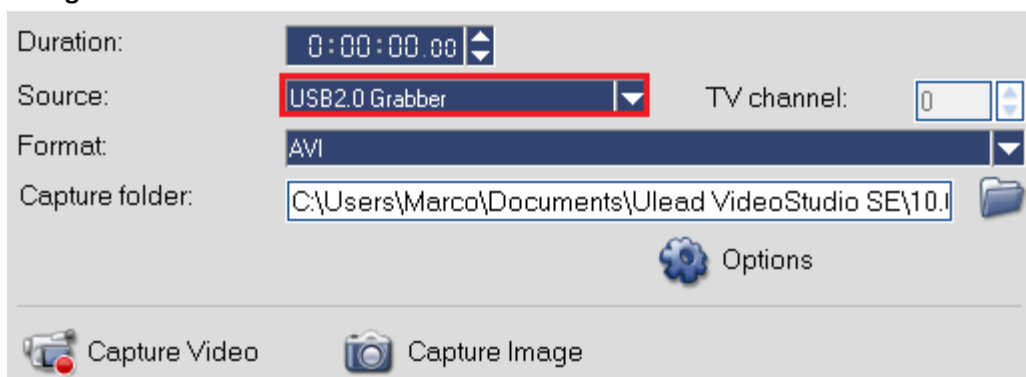 Duration: 0:00:00.00
Source: USB2.0 Grabber TV channel: 0
Format: AVI
Capture folder: C:\Users\Marco\Documents\Ulead VideoStudio SE\10.
Options
Capture Video Capture Image